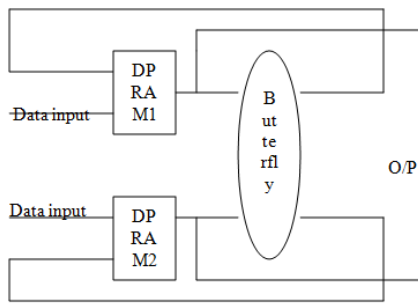 DP
RA
M1
Data input
B
ut
te
rfl
y
O/P
Data input
DP
RA
M2